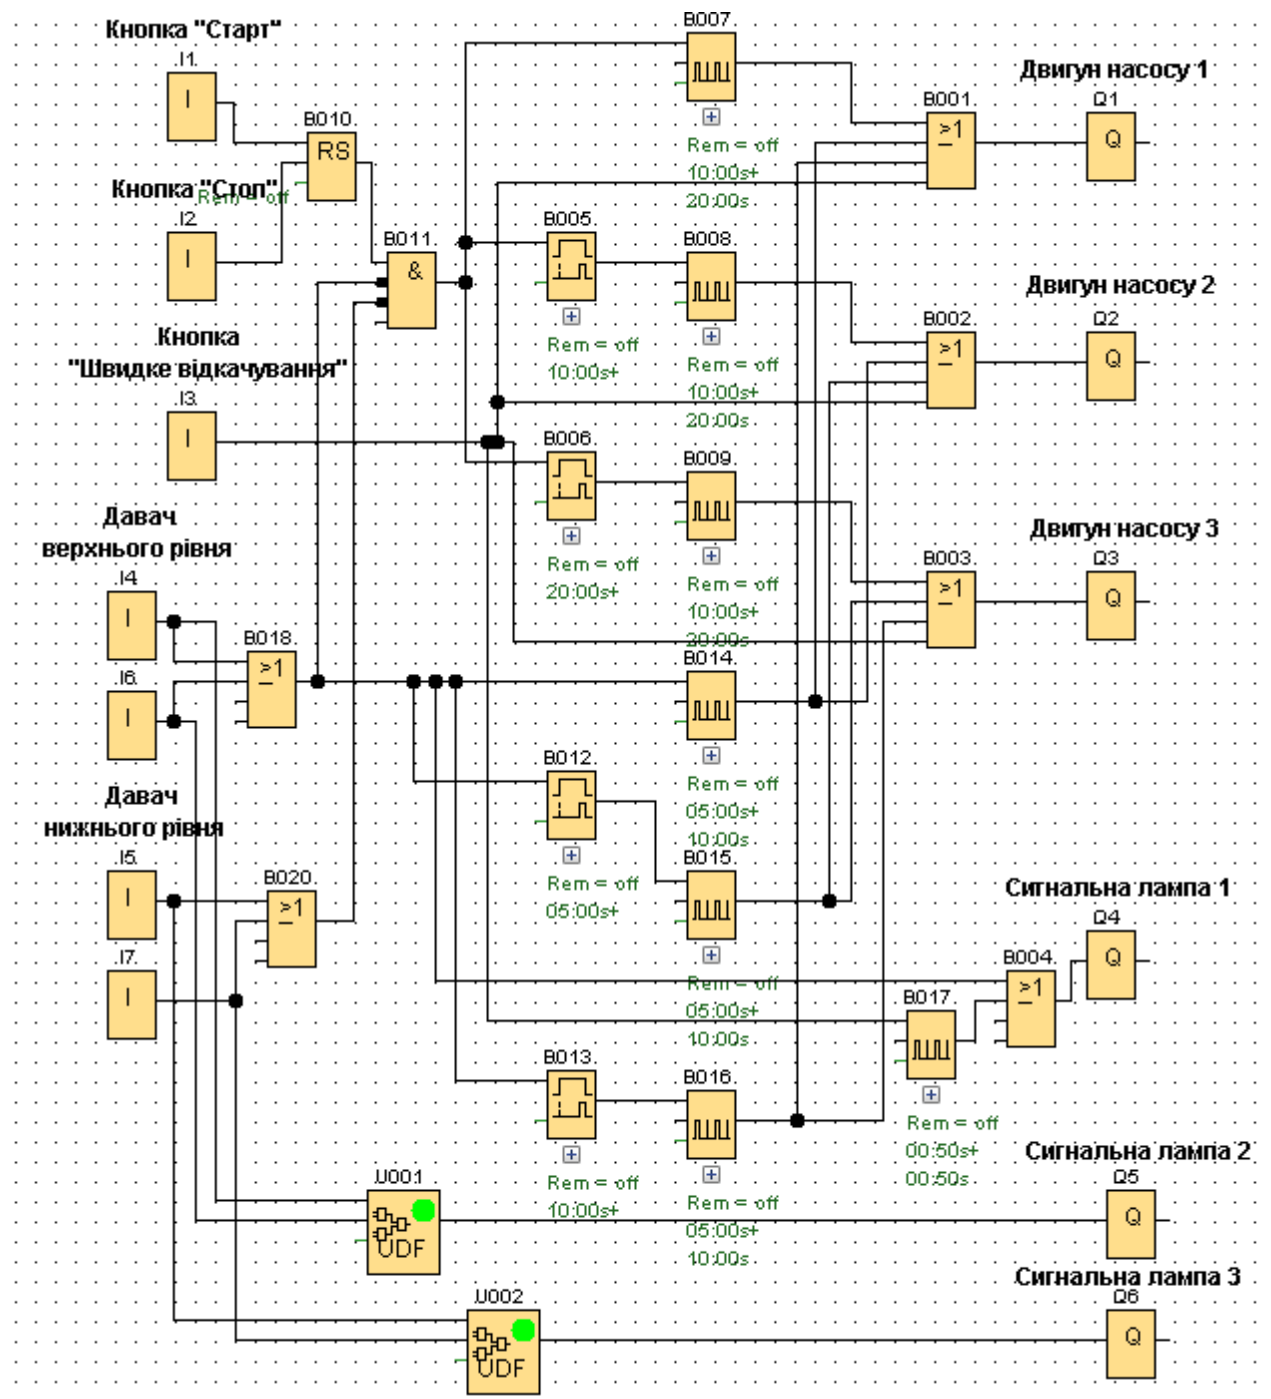 Кнопка "Старт"
I1
I
B010
RS
Rem = off
Кнопка "Стоп"
I2
I
B011
&
Кнопка
"Швидке відкачування"
I3
I
Давач
верхнього рівня
I4
I
I6
I
B018
≥1
Давач
нижнього рівня
I5
I
I7
I
B020
≥1
B007
Rem = off
10:00s+
20:00s
B005
Rem = off
10:00s+
B008
Rem = off
10:00s+
20:00s
B006
Rem = off
20:00s+
B009
Rem = off
10:00s+
20:00s
B014
Rem = off
05:00s+
10:00s
B012
Rem = off
05:00s+
B015
Rem = off
05:00s+
10:00s
B013
Rem = off
10:00s+
B016
Rem = off
05:00s+
10:00s
B017
Rem = off
00:50s+
00:50s
B001
≥1
Двигун насосу 1
Q1
Q
B002
≥1
Двигун насосу 2
Q2
Q
B003
≥1
Двигун насосу 3
Q3
Q
B004
≥1
Сигнальна лампа 1
Q4
Q
U001
UDF
Сигнальна лампа 2
Q5
Q
U002
UDF
Сигнальна лампа 3
Q6
Q